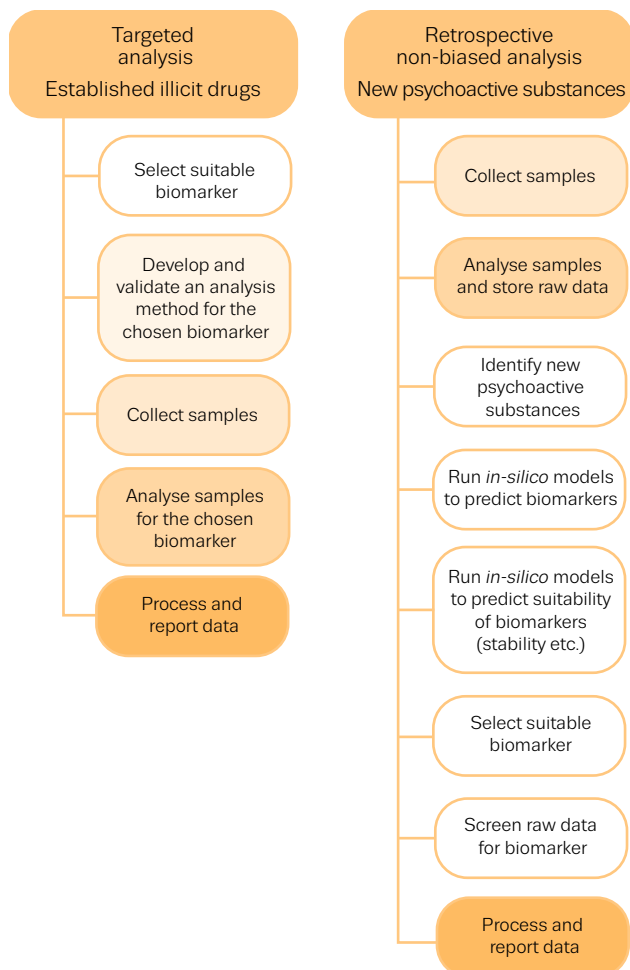 Targeted
analysis
Established illicit drugs
Select suitable
biomarker
Develop and
validate an analysis
method for the
chosen biomarker
Collect samples
Analyse samples
for the chosen
biomarker
Process and
report data
Retrospective
non-biased analysis
New psychoactive substances
Collect samples
Analyse samples
and store raw data
Identify new
psychoactive
substances
Run in-silico models
to predict biomarkers
Run in-silico models
to predict suitability
of biomarkers
(stability etc.)
Select suitable
biomarker
Screen raw data
for biomarker
Process and
report data